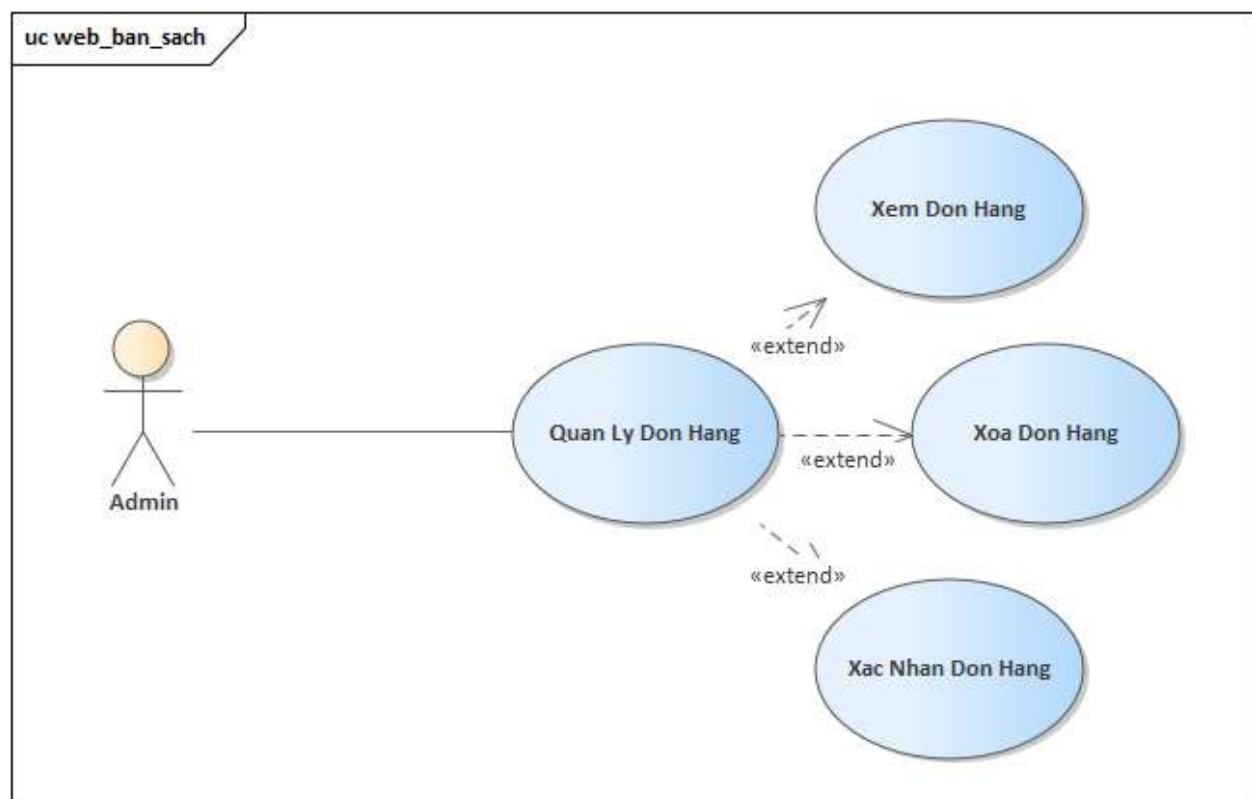 uc web_ban_sach
Xem Don Hang
«extend»
Quan Ly Don Hang
Xoa Don Hang
«extend»
Admin
«extend»
Xac Nhan Don Hang